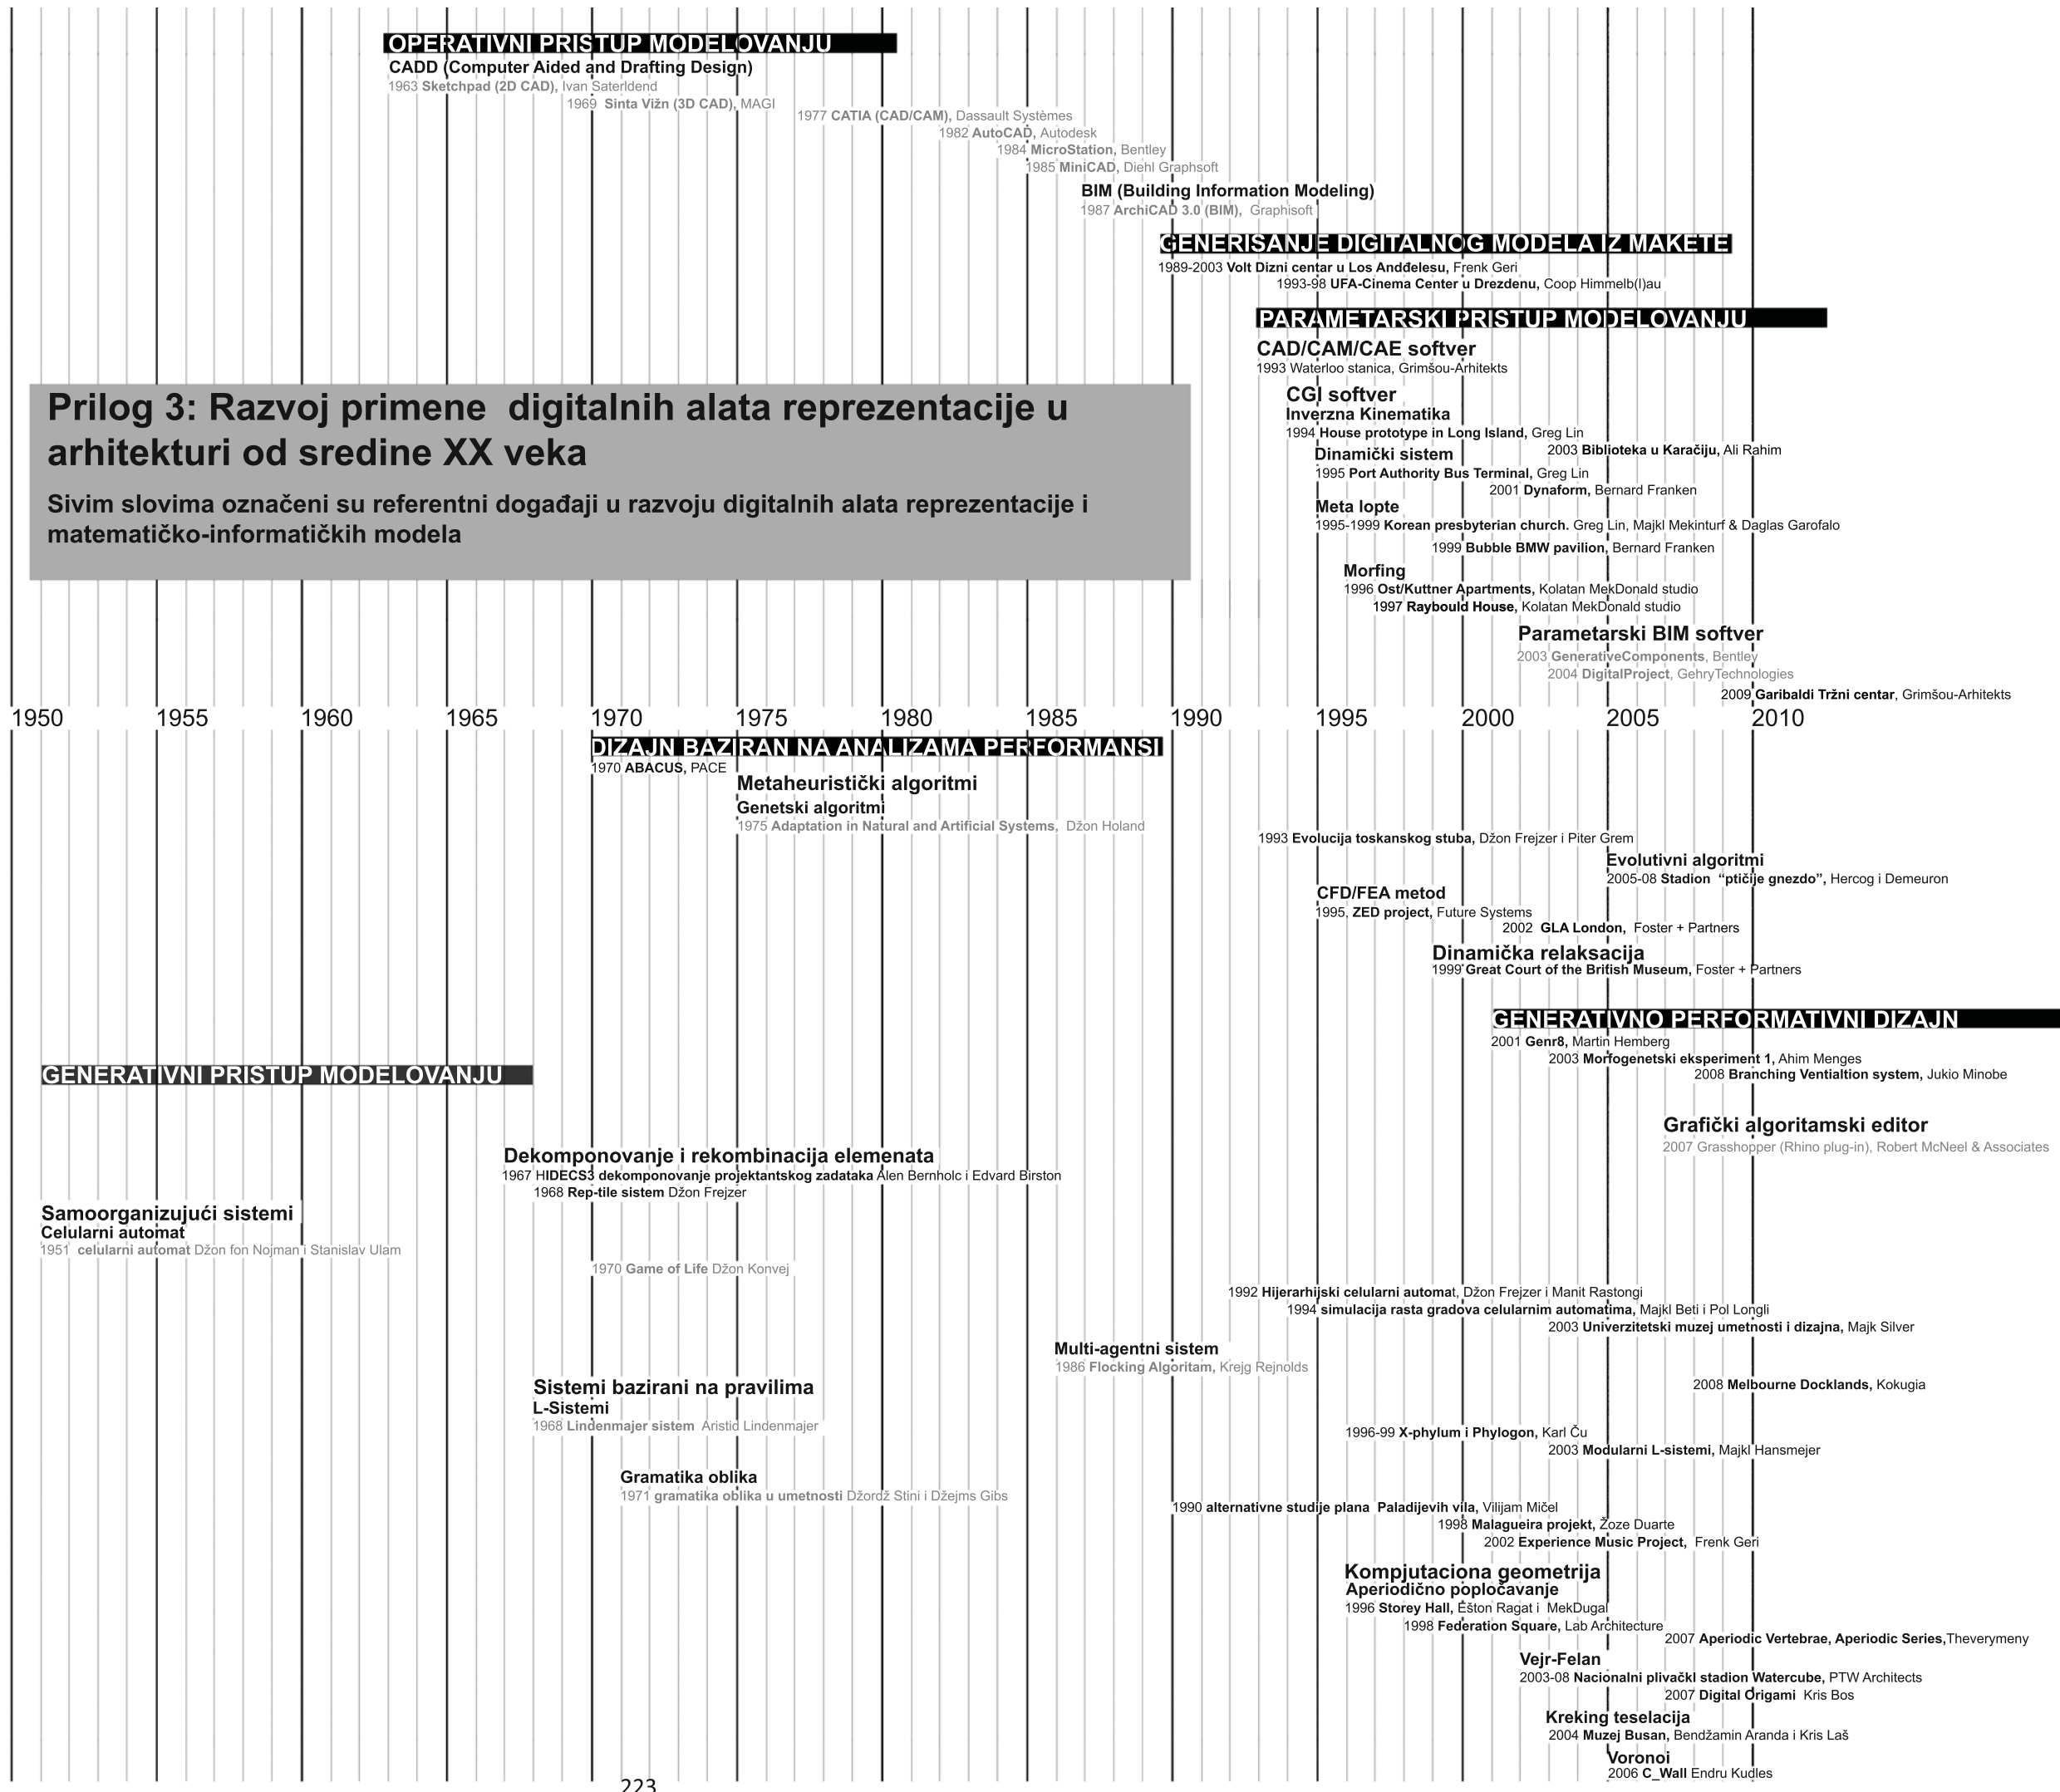 OPERATIVNI PRISTUP MODELOVANJU
CADD (Computer Aided and Drafting Design)
1963 Sketchpad (2D CAD), Ivan Saterldend
1969 Sinta Vižn (3D CAD), MAGI
1977 CATIA (CAD/CAM), Dassault Systèmes
1982 AutoCAD, Autodesk
1984 MicroStation, Bentley
1985 MiniCAD, Diehl Graphsoft
BIM (Building Information Modeling)
1987 ArchiCAD 3.0 (BIM), Graphisoft
GENERISANJE DIGITALNOG MODELA IZ MAKETE
1989-2003 Volt Dizni centar u Los Andđelesu, Frenk Geri
1993-98 UFA-Cinema Center u Drezdenu, Coop Himmelb(l)au
PARAMETARSKI PRISTUP MODELOVANJU
CAD/CAM/CAE softver
1993 Waterloo stanica, Grimšou-Arhitekts
CGI softver
Inverzna Kinematika
1994 House prototype in Long Island, Greg Lin
2003 Biblioteka u Karačiju, Ali Rahim
Dinamički sistem
1995 Port Authority Bus Terminal, Greg Lin
2001 Dynaform, Bernard Franken
Meta lopte
1995-1999 Korean presbyterian church. Greg Lin, Majkl Mekinturf & Daglas Garofalo
1999 Bubble BMW pavilion, Bernard Franken
Morfing
1996 Ost/Kuttner Apartments, Kolatan MekDonald studio
1997 Raybould House, Kolatan MekDonald studio
Parametarski BIM softver
2003 GenerativeComponents, Bentley
2004 DigitalProject, GehryTechnologies
2009 Garibaldi Tržni centar, Grimšou-Arhitekts
Prilog 3: Razvoj primene digitalnih alata reprezentacije u
arhitekturi od sredine XX veka
Sivim slovima označeni su referentni događaji u razvoju digitalnih alata reprezentacije i
matematičko-informatičkih modela
1950 1955 1960 1965 1970 1975 1980 1985 1990 1995 2000 2005 2010
DIZAJN BAZIRAN NA ANALIZAMA PERFORMANSI
1970 ABACUS, PACE
Metaheuristički algoritmi
Genetski algoritmi
1975 Adaptation in Natural and Artificial Systems, Džon Holand
1993 Evolucija toskanskog stuba, Džon Frejzer i Piter Grem
Evolutivni algoritmi
2005-08 Stadion “ptičije gnezdo”, Hercog i Demeuron
CFD/FEA metod
1995, ZED project, Future Systems
2002 GLA London, Foster + Partners
Dinamička relaksacija
1999 Great Court of the British Museum, Foster + Partners
GENERATIVNO PERFORMATIVNI DIZAJN
2001 Genr8, Martin Hemberg
2003 Morfogenetski eksperiment 1, Ahim Menges
2008 Branching Ventialtion system, Jukio Minobe
GENERATIVNI PRISTUP MODELOVANJU
Grafički algoritamski editor
2007 Grasshopper (Rhino plug-in), Robert McNeel & Associates
Dekomponovanje i rekombinacija elemenata
1967 HIDECS3 dekomponovanje projektantskog zadataka Alen Bernholc i Edvard Birston
1968 Rep-tile sistem Džon Frejzer
Samoorganizujući sistemi
Celularni automat
1951 celularni automat Džon fon Nojman i Stanislav Ulam
1970 Game of Life Džon Konvej
1992 Hijerarhijski celularni automat, Džon Frejzer i Manit Rastongi
1994 simulacija rasta gradova celularnim automatima, Majkl Beti i Pol Longli
2003 Univerzitetski muzej umetnosti i dizajna, Majk Silver
Multi-agentni sistem
1986 Flocking Algoritam, Krejg Rejnolds
2008 Melbourne Docklands, Kokugia
Sistemi bazirani na pravilima
L-Sistemi
1968 Lindenmajer sistem Aristid Lindenmajer
1996-99 X-phylum i Phylogon, Karl Ču
2003 Modularni L-sistemi, Majkl Hansmejer
Gramatika oblika
1971 gramatika oblika u umetnosti Džordž Stini i Džejms Gibs
1990 alternativne studije plana Paladijevih vila, Vilijam Mičel
1998 Malagueira projekt, Žoze Duarte
2002 Experience Music Project, Frenk Geri
Kompjutaciona geometrija
Aperiodično popločavanje
1996 Storey Hall, Ešton Ragat i MekDugal
1998 Federation Square, Lab Architecture
2007 Aperiodic Vertebrae, Aperiodic Series,Theverymeny
Vejr-Felan
2003-08 Nacionalni plivačkI stadion Watercube, PTW Architects
2007 Digital Origami Kris Bos
Kreking teselacija
2004 Muzej Busan, Bendžamin Aranda i Kris Laš
Voronoi
2006 C_Wall Endru Kudles
223